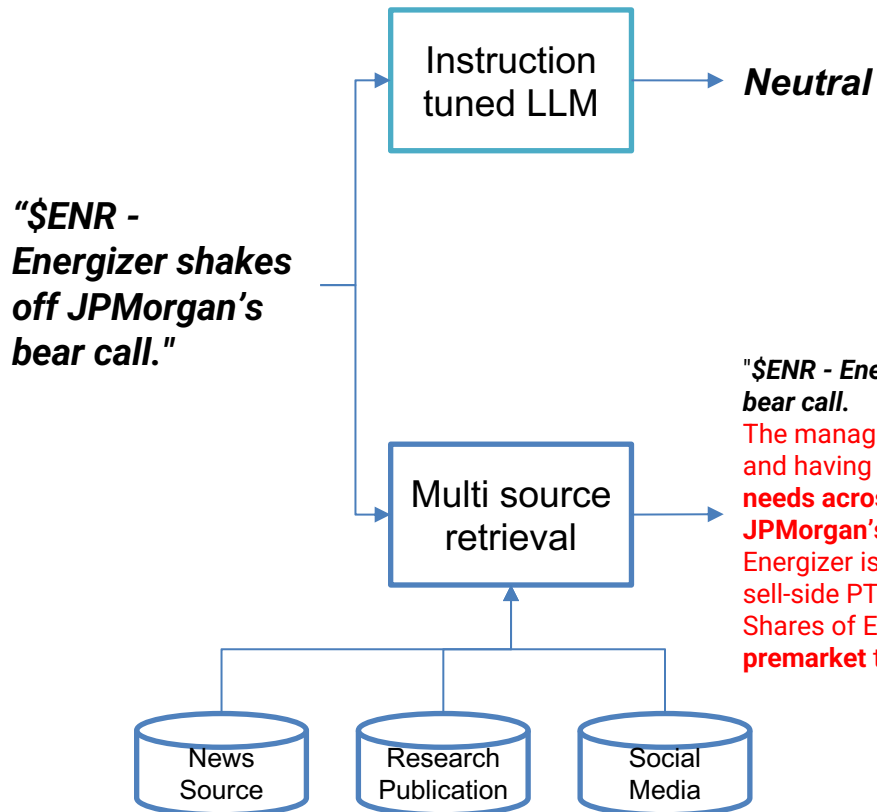 Instruction
tuned LLM
Neutral
“$ENR -
Energizer shakes
off JPMorgan’s
bear call."
"$ENR - Ene
bear call.
The manag
and having
needs acros
JPMorgan’s
Energizer is
sell-side PT
Shares of E
premarket t
Multi source
retrieval
News
Source
Research
Publication
Social
Media